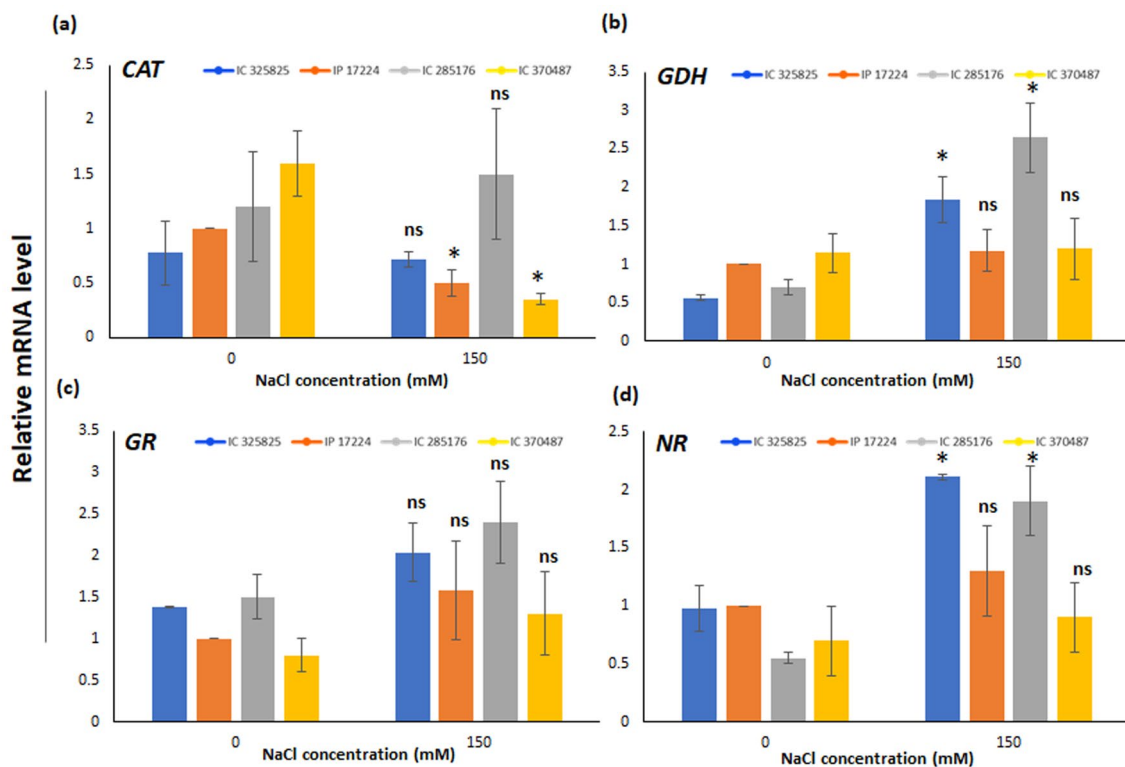 (a)
CAT
IC 325825 IP 17224 IC 285176 IC 370487
2.5
2
1.5
1
0.5
0
ns
*
ns
*
0 150
NaCl concentration (mM)
(b)
GDH
IC 325825 IP 17224 IC 285176 IC 370487
3.5
3
2.5
2
1.5
1
0.5
0
*
ns
*
ns
0 150
NaCl concentration (mM)
Relative mRNA level
(c)
GR
IC 325825 IP 17224 IC 285176 IC 370487
3.5
3
2.5
2
1.5
1
0.5
0
ns
ns
ns
ns
0 150
NaCl concentration (mM)
(d)
NR
IC 325825 IP 17224 IC 285176 IC 370487
2.5
2
1.5
1
0.5
0
*
ns
*
ns
0 150
NaCl concentration (mM)